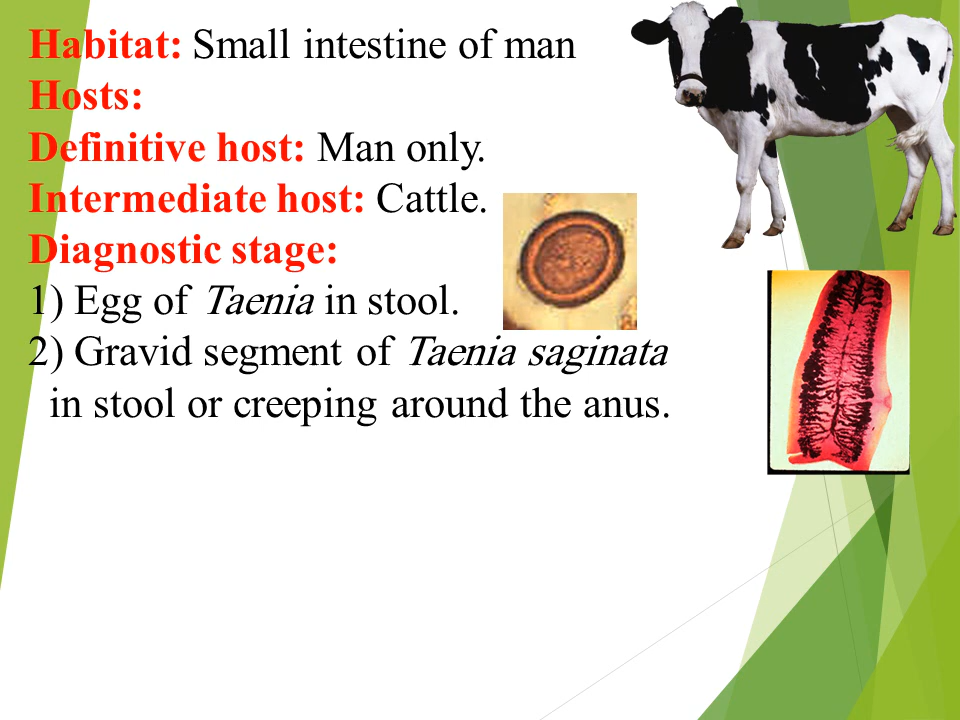 Habitat: Small intestine of man
Hosts:
Definitive host: Man only.
Intermediate host: Cattle.
Diagnostic stage:
1) Egg of Taenia in stool.
2) Gravid segment of Taenia saginata
in stool or creeping around the anus.